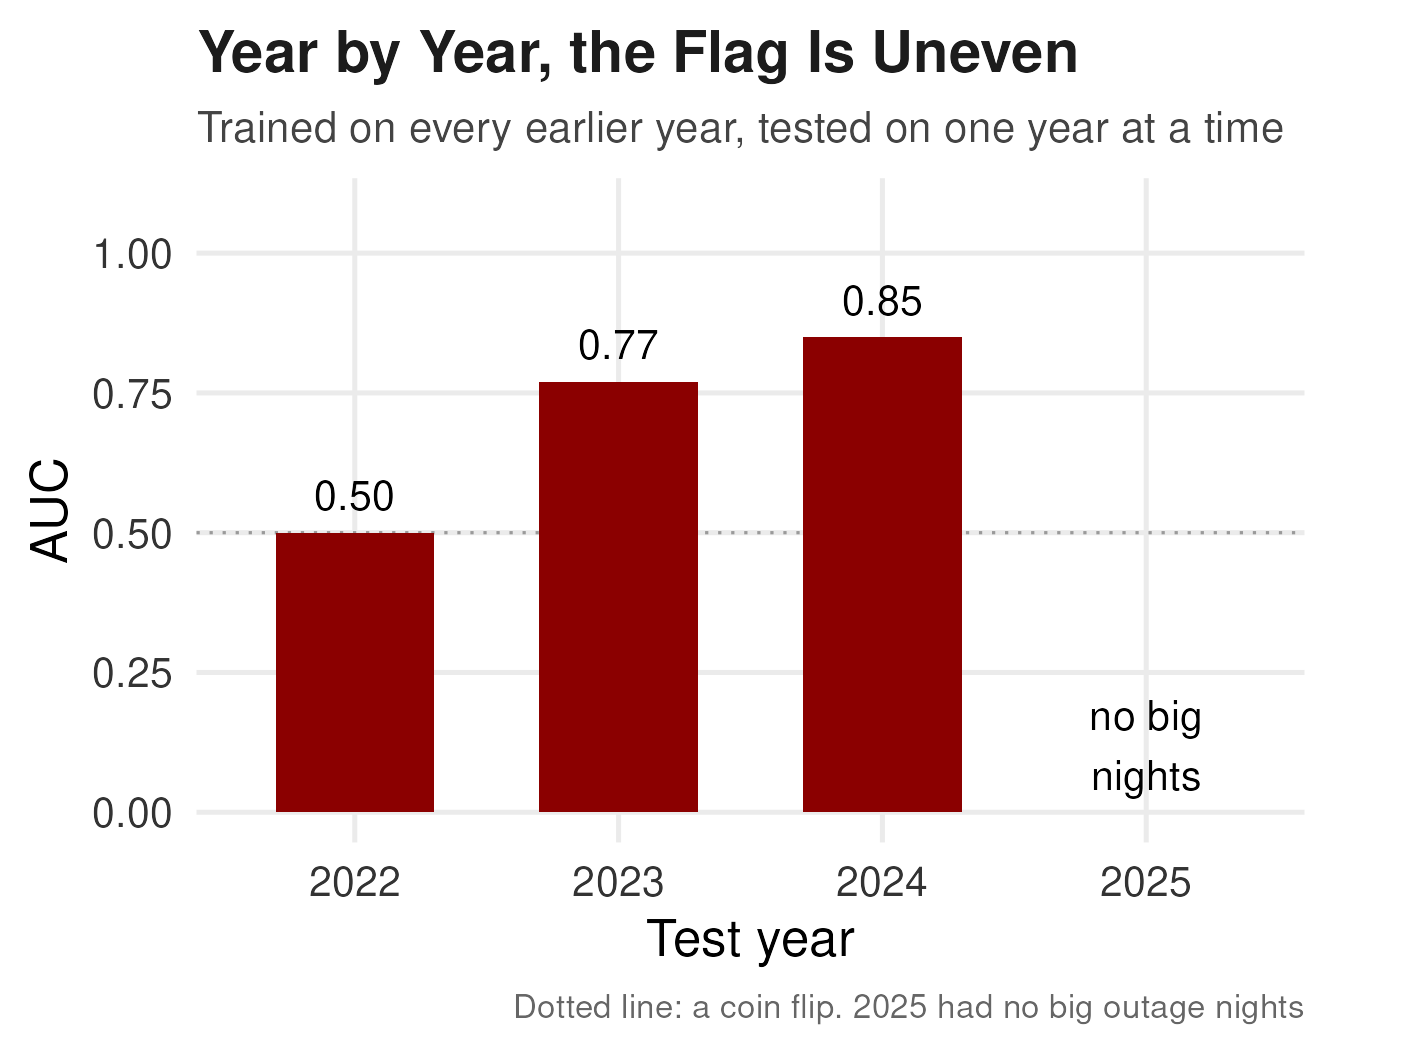 Year by Year, the Flag Is Uneven
Trained on every earlier year, tested on one year at a time
1.00
0.75
0.50
0.25
0.00
AUC
0.50
0.77
0.85
no big
nights
2022
2023
2024
2025
Test year
Dotted line: a coin flip. 2025 had no big outage nights